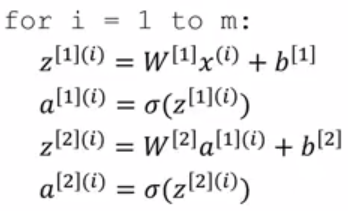 for i = 1 to m:
z^{[1](i)} = W^{[1]}x^{(i)} + b^{[1]}
a^{[1](i)} = σ(z^{[1](i)})
z^{[2](i)} = W^{[2]}a^{[1](i)} + b^{[2]}
a^{[2](i)} = σ(z^{[2](i)})